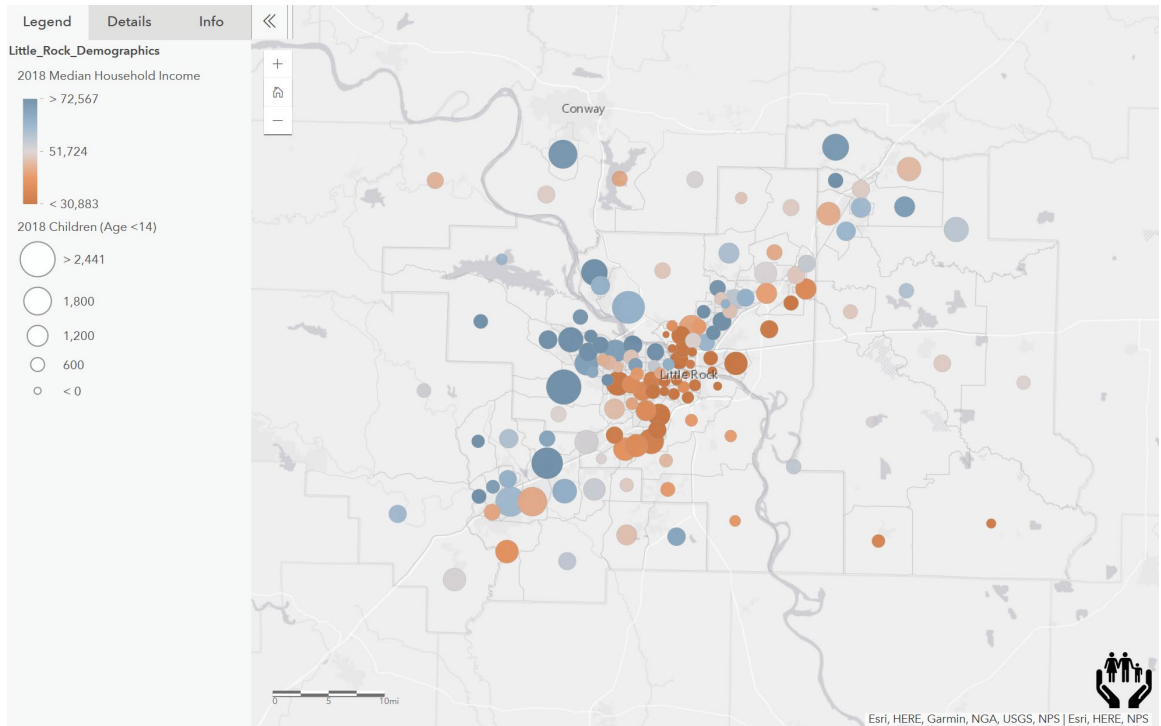 Legend Details Info
Little_Rock_Demographics
2018 Median Household Income
> 72,567
51,724
< 30,883
2018 Children (Age <14)
> 2,441
1,800
1,200
600
< 0
+
−
Conway
Little Rock
0 5 10mi
Esri, HERE, Garmin, NGA, USGS, NPS | Esri, HERE, NPS